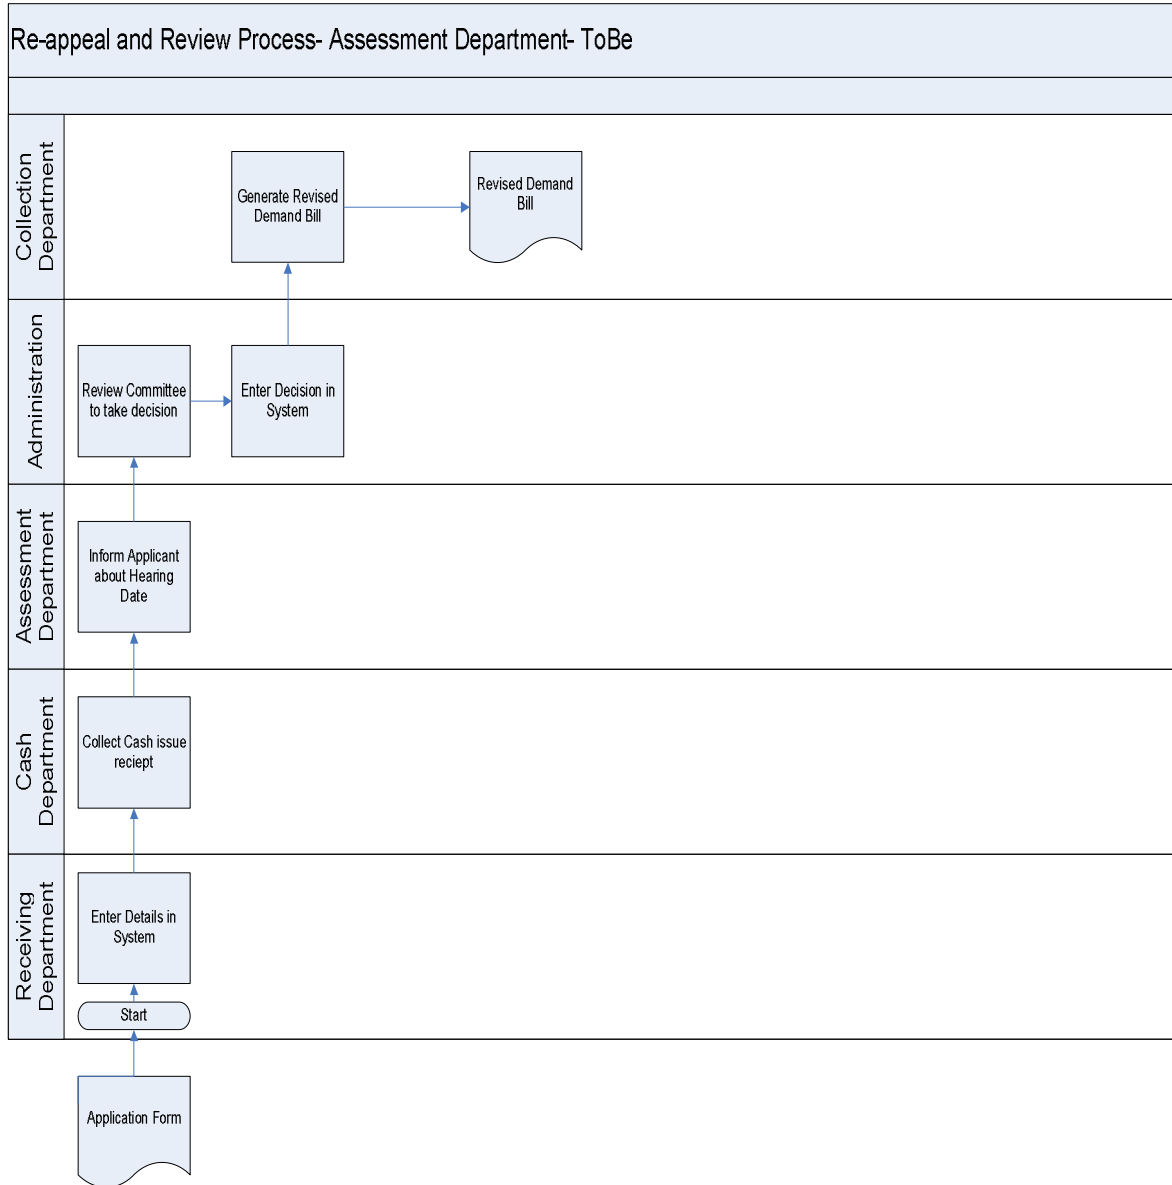 Re-appeal and Review Process- Assessment Department- ToBe
Collection
Department
Generate Revised
Demand Bill
Revised Demand
Bill
Administration
Review Committee
to take decision
Enter Decision in
System
Assessment
Department
Inform Applicant
about Hearing
Date
Cash
Department
Collect Cash issue
reciept
Receiving
Department
Enter Details in
System
Start
Application Form